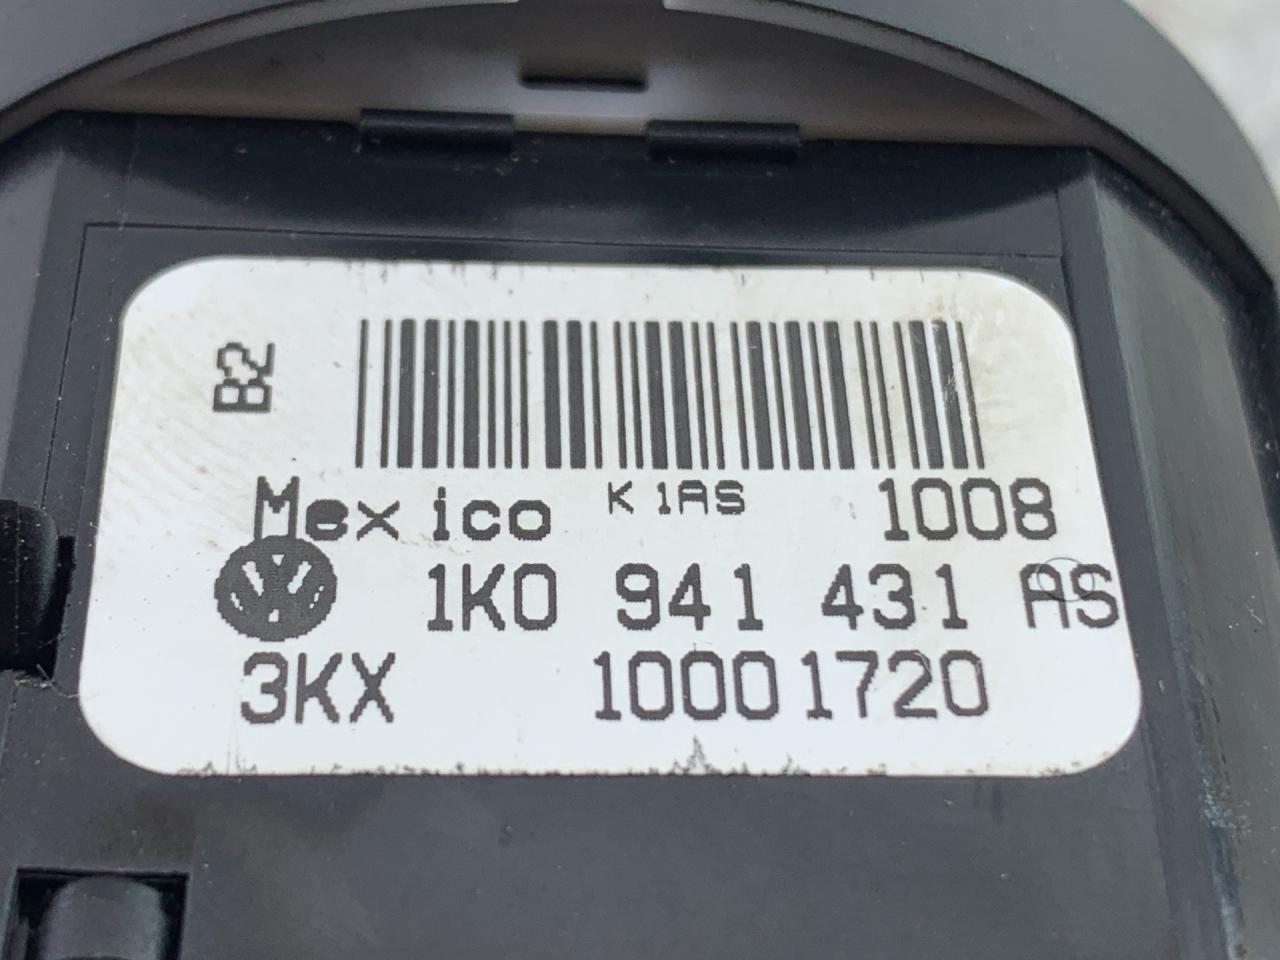 B2
Mexico K1AS 1008
1K0 941 431 AS
3KX 10001720